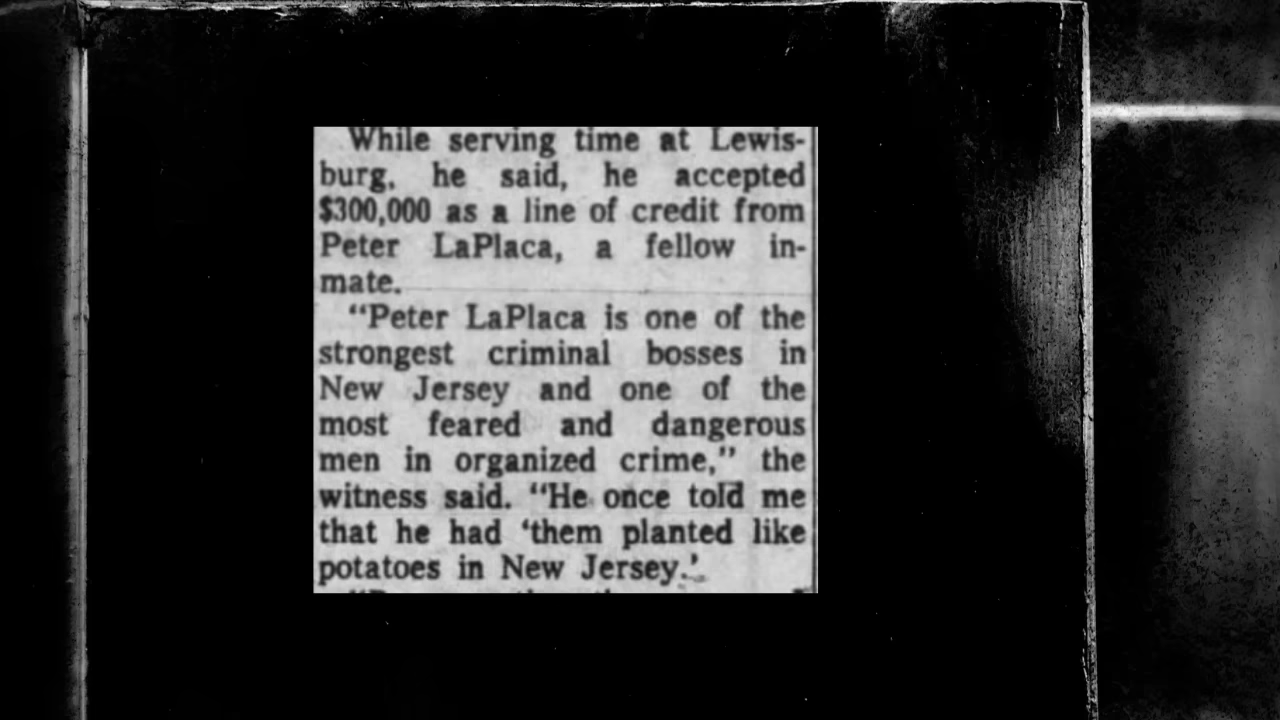 While serving time at Lewis-
burg, he said, he accepted
$300,000 as a line of credit from
Peter LaPlaca, a fellow in-
mate.
"Peter LaPlaca is one of the
strongest criminal bosses in
New Jersey and one of the
most feared and dangerous
men in organized crime," the
witness said. "He once told me
that he had 'them planted like
potatoes in New Jersey.'